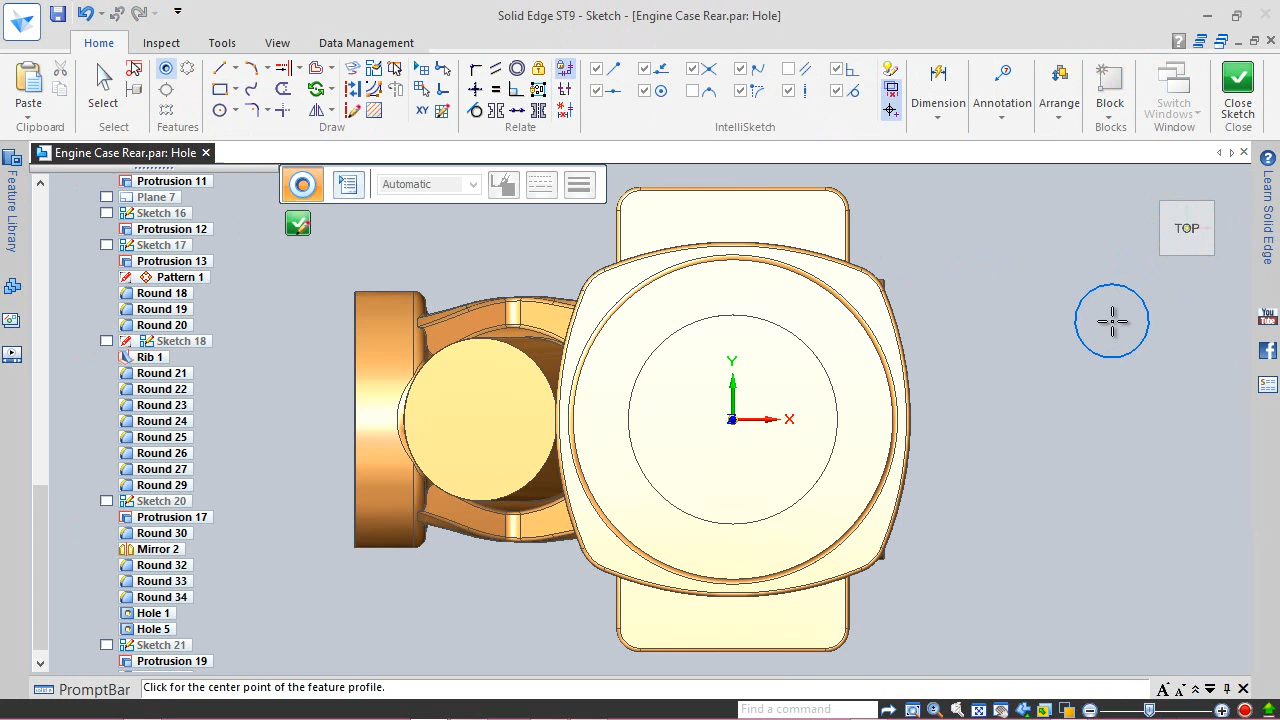 Solid Edge ST9 - Sketch - [Engine Case Rear.par: Hole]
Home
Inspect
Tools
View
Data Management
Paste
Clipboard
Select
Select
Features
Draw
Relate
IntelliSketch
Dimension
Annotation
Arrange
Block
Blocks
Switch
Windows
Window
Close
Sketch
Close
XY
Engine Case Rear.par: Hole
Feature Library
Protrusion 11
Plane 7
Sketch 16
Protrusion 12
Sketch 17
Protrusion 13
Pattern 1
Round 18
Round 19
Round 20
Sketch 18
Rib 1
Round 21
Round 22
Round 23
Round 24
Round 25
Round 26
Round 27
Round 29
Sketch 20
Protrusion 17
Round 30
Mirror 2
Round 32
Round 33
Round 34
Hole 1
Hole 5
Sketch 21
Protrusion 19
Automatic
TOP
Y
X
Learn Solid Edge
You
Tube
PromptBar
Click for the center point of the feature profile.
Find a command